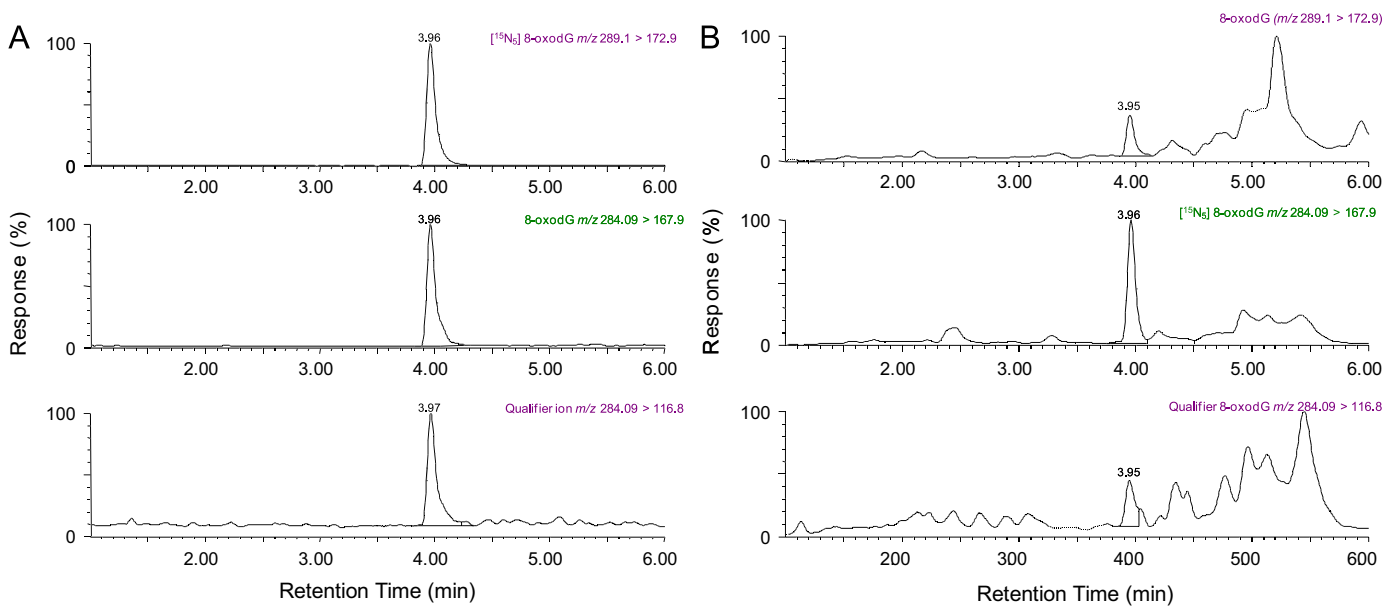 A
[¹⁵N₅] 8-oxodG m/z 289.1 > 172.9
3.96
100
0
2.00 3.00 4.00 5.00 6.00
8-oxodG m/z 284.09 > 167.9
3.96
100
0
2.00 3.00 4.00 5.00 6.00
Qualifier ion m/z 284.09 > 116.8
3.97
100
0
2.00 3.00 4.00 5.00 6.00
Response (%)
Retention Time (min)
B
8-oxodG (m/z 289.1 > 172.9)
3.95
100
0
2.00 3.00 4.00 5.00 6.00
[¹⁵N₅] 8-oxodG m/z 284.09 > 167.9
3.96
100
0
2.00 3.00 4.00 5.00 6.00
Qualifier 8-oxodG m/z 284.09 > 116.8
3.95
100
0
200 300 400 500 600
Response (%)
Retention Time (min)